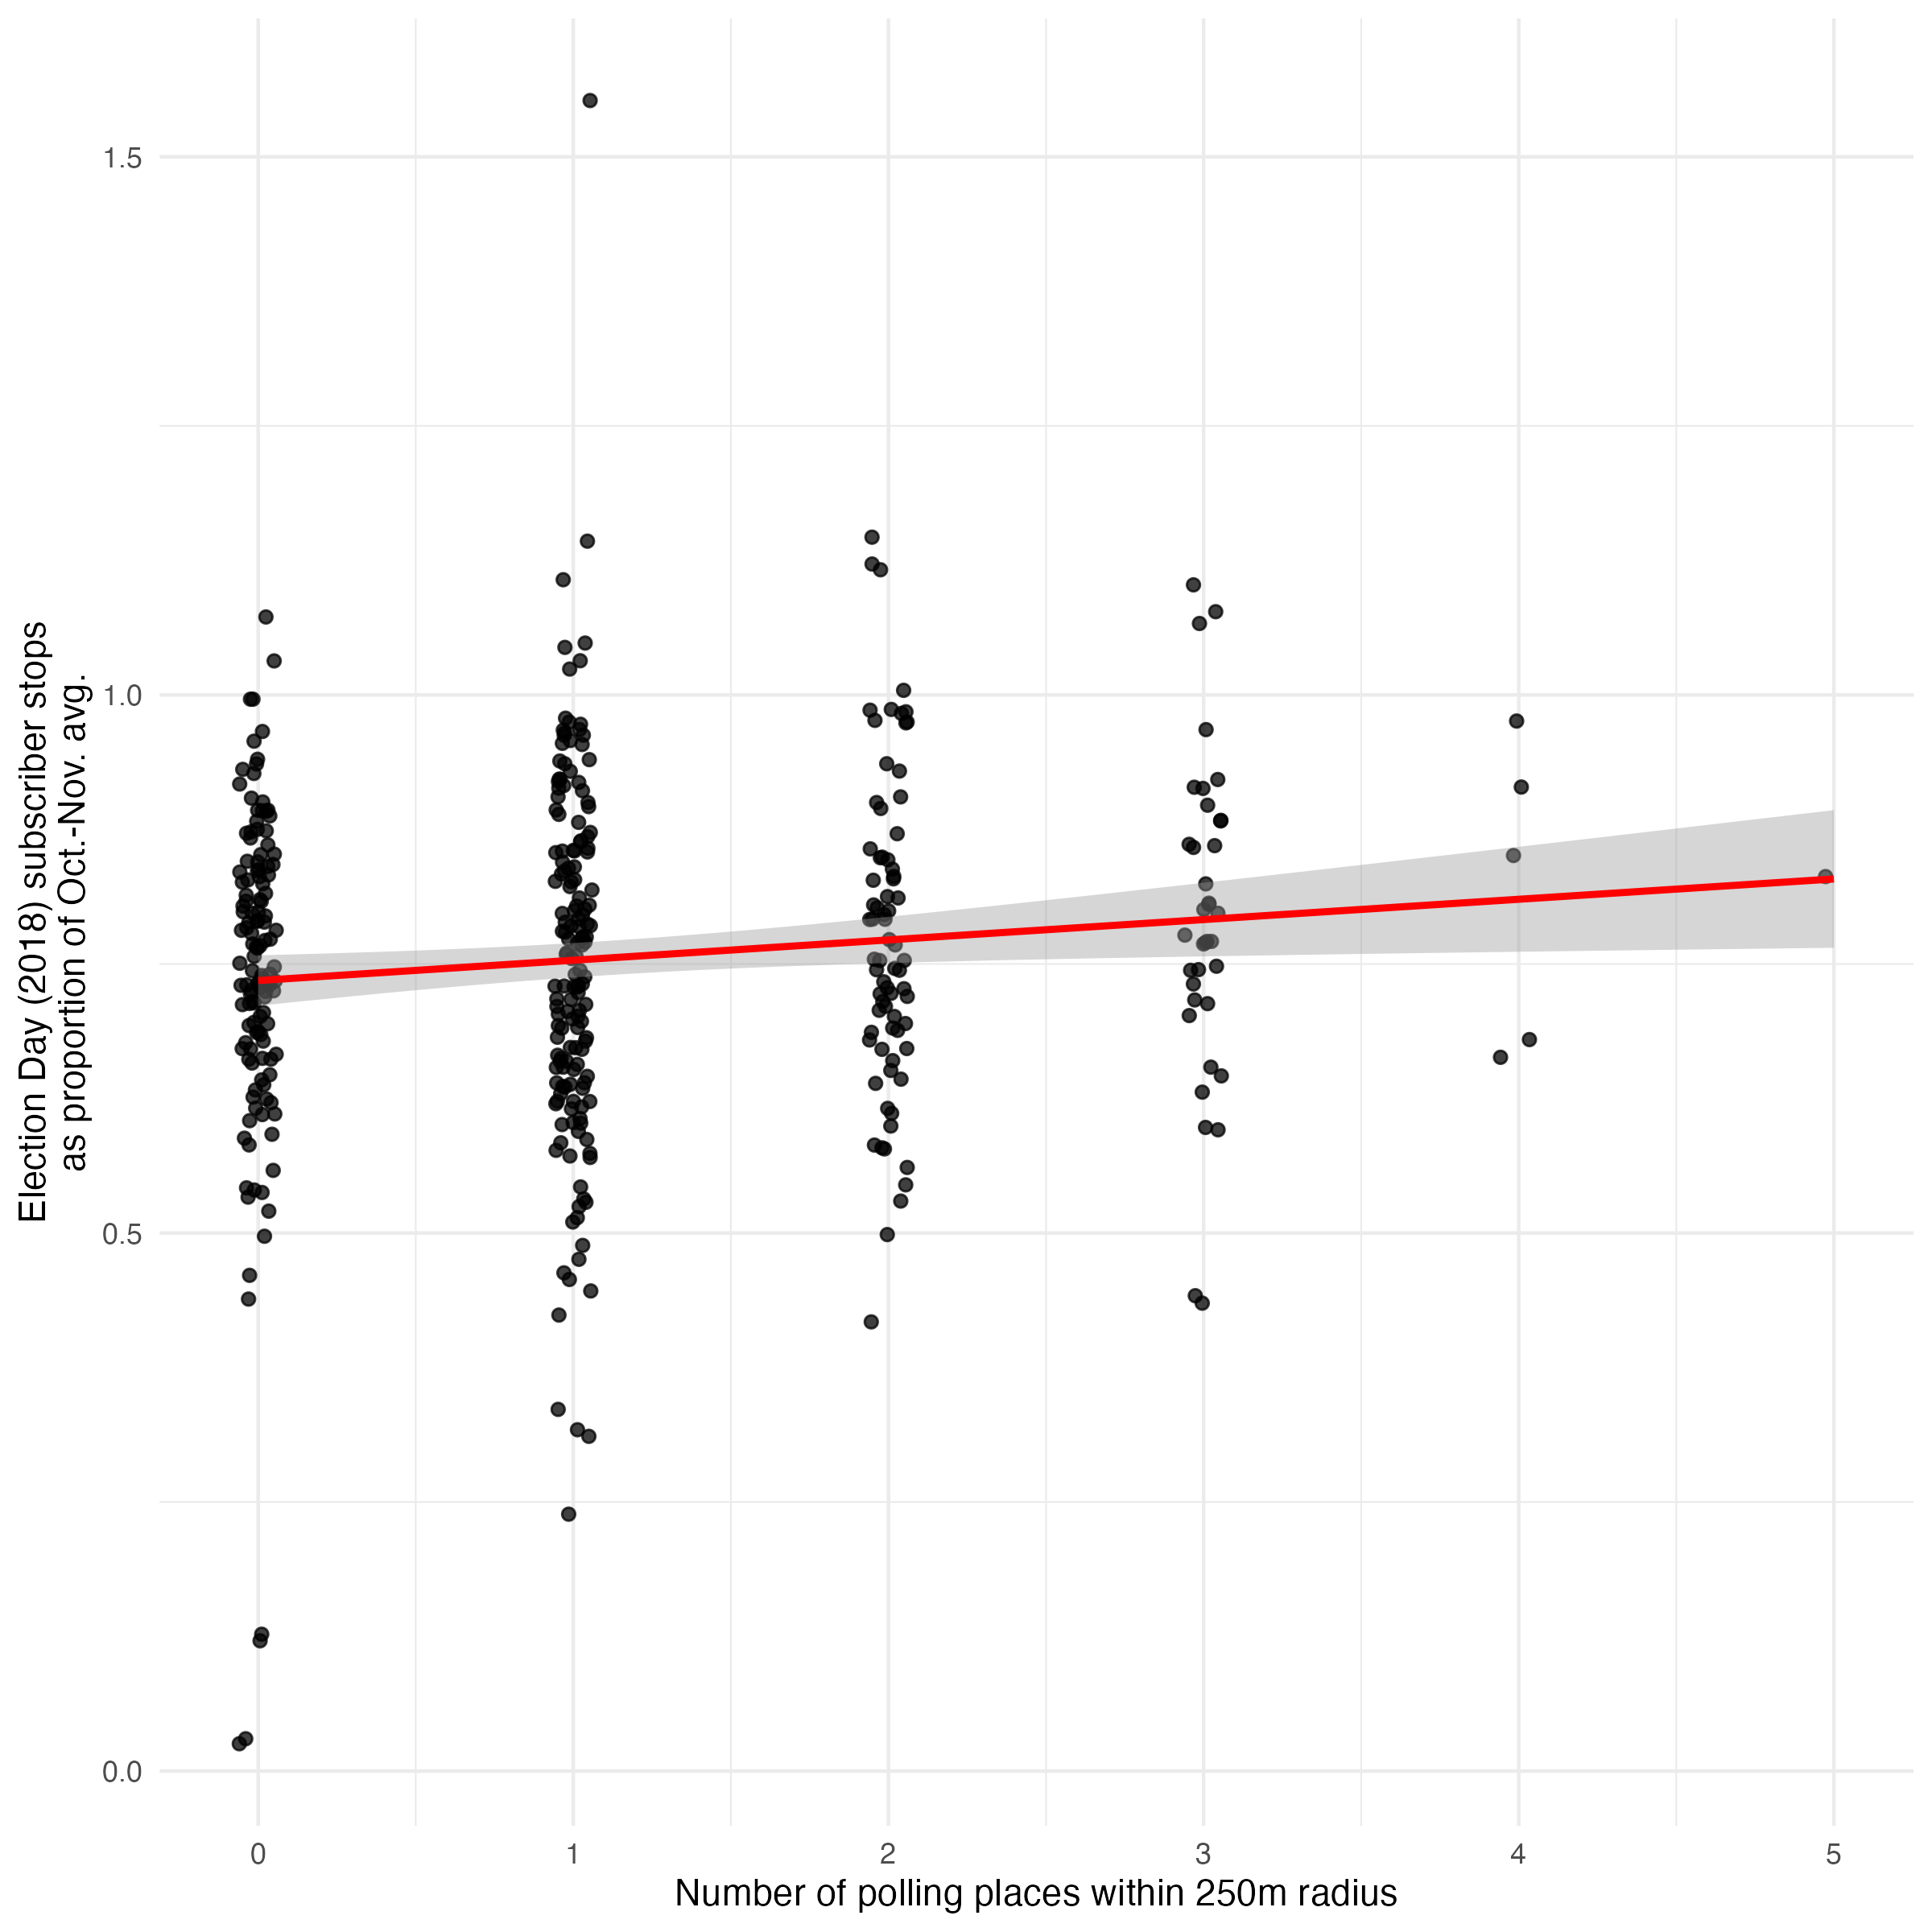 Election Day (2018) subscriber stops
as proportion of Oct.-Nov. avg.
1.5
1.0
0.5
0.0
0 1 2 3 4 5
Number of polling places within 250m radius